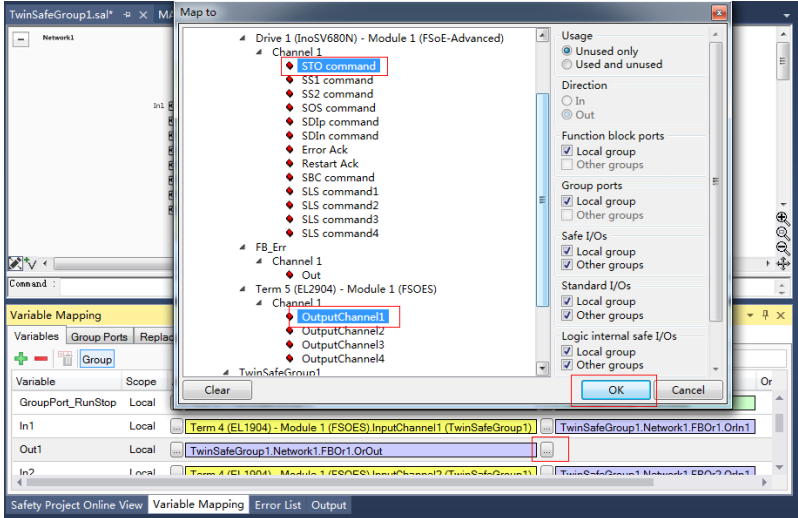 TwinSafeGroup1.sal*
MA
Map to
Network1
In1
Drive 1 (InoSV680N) - Module 1 (FSoE-Advanced)
Channel 1
STO command
SS1 command
SS2 command
SOS command
SDIp command
SDIn command
Error Ack
Restart Ack
SBC command
SLS command1
SLS command2
SLS command3
SLS command4
FB_Err
Channel 1
Out
Term 5 (EL2904) - Module 1 (FSOES)
Channel 1
OutputChannel1
OutputChannel2
OutputChannel3
OutputChannel4
TwinSafeGroup1
Usage
Unused only
Used and unused
Direction
In
Out
Function block ports
Local group
Other groups
Group ports
Local group
Other groups
Safe I/Os
Local group
Other groups
Standard I/Os
Local group
Other groups
Logic internal safe I/Os
Local group
Other groups
Clear
OK
Cancel
Command :
Variable Mapping
Variables Group Ports Replac
Group
Variable Scope Or
GroupPort_RunStop Local
In1 Local ... Term 4 (EL1904) - Module 1 (FSOES).InputChannel1 (TwinSafeGroup1) ... TwinSafeGroup1.Network1.FBOr1.OrIn1
Out1 Local ... TwinSafeGroup1.Network1.FBOr1.OrOut ...
In2 Local ... Term 4 (EL1904) - Module 1 (FSOES).InputChannel2 (TwinSafeGroup1) ... TwinSafeGroup1.Network1.FBOr2.OrIn1
Safety Project Online View Variable Mapping Error List Output